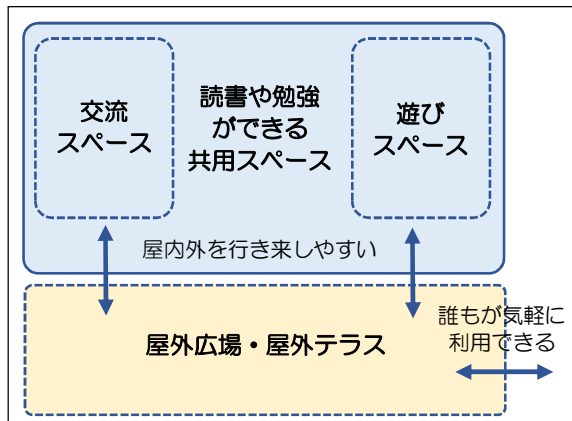 交流
スペース
読書や勉強
ができる
共用スペース
遊び
スペース
屋内外を行き来しやすい
誰もが気軽に
利用できる
屋外広場・屋外テラス